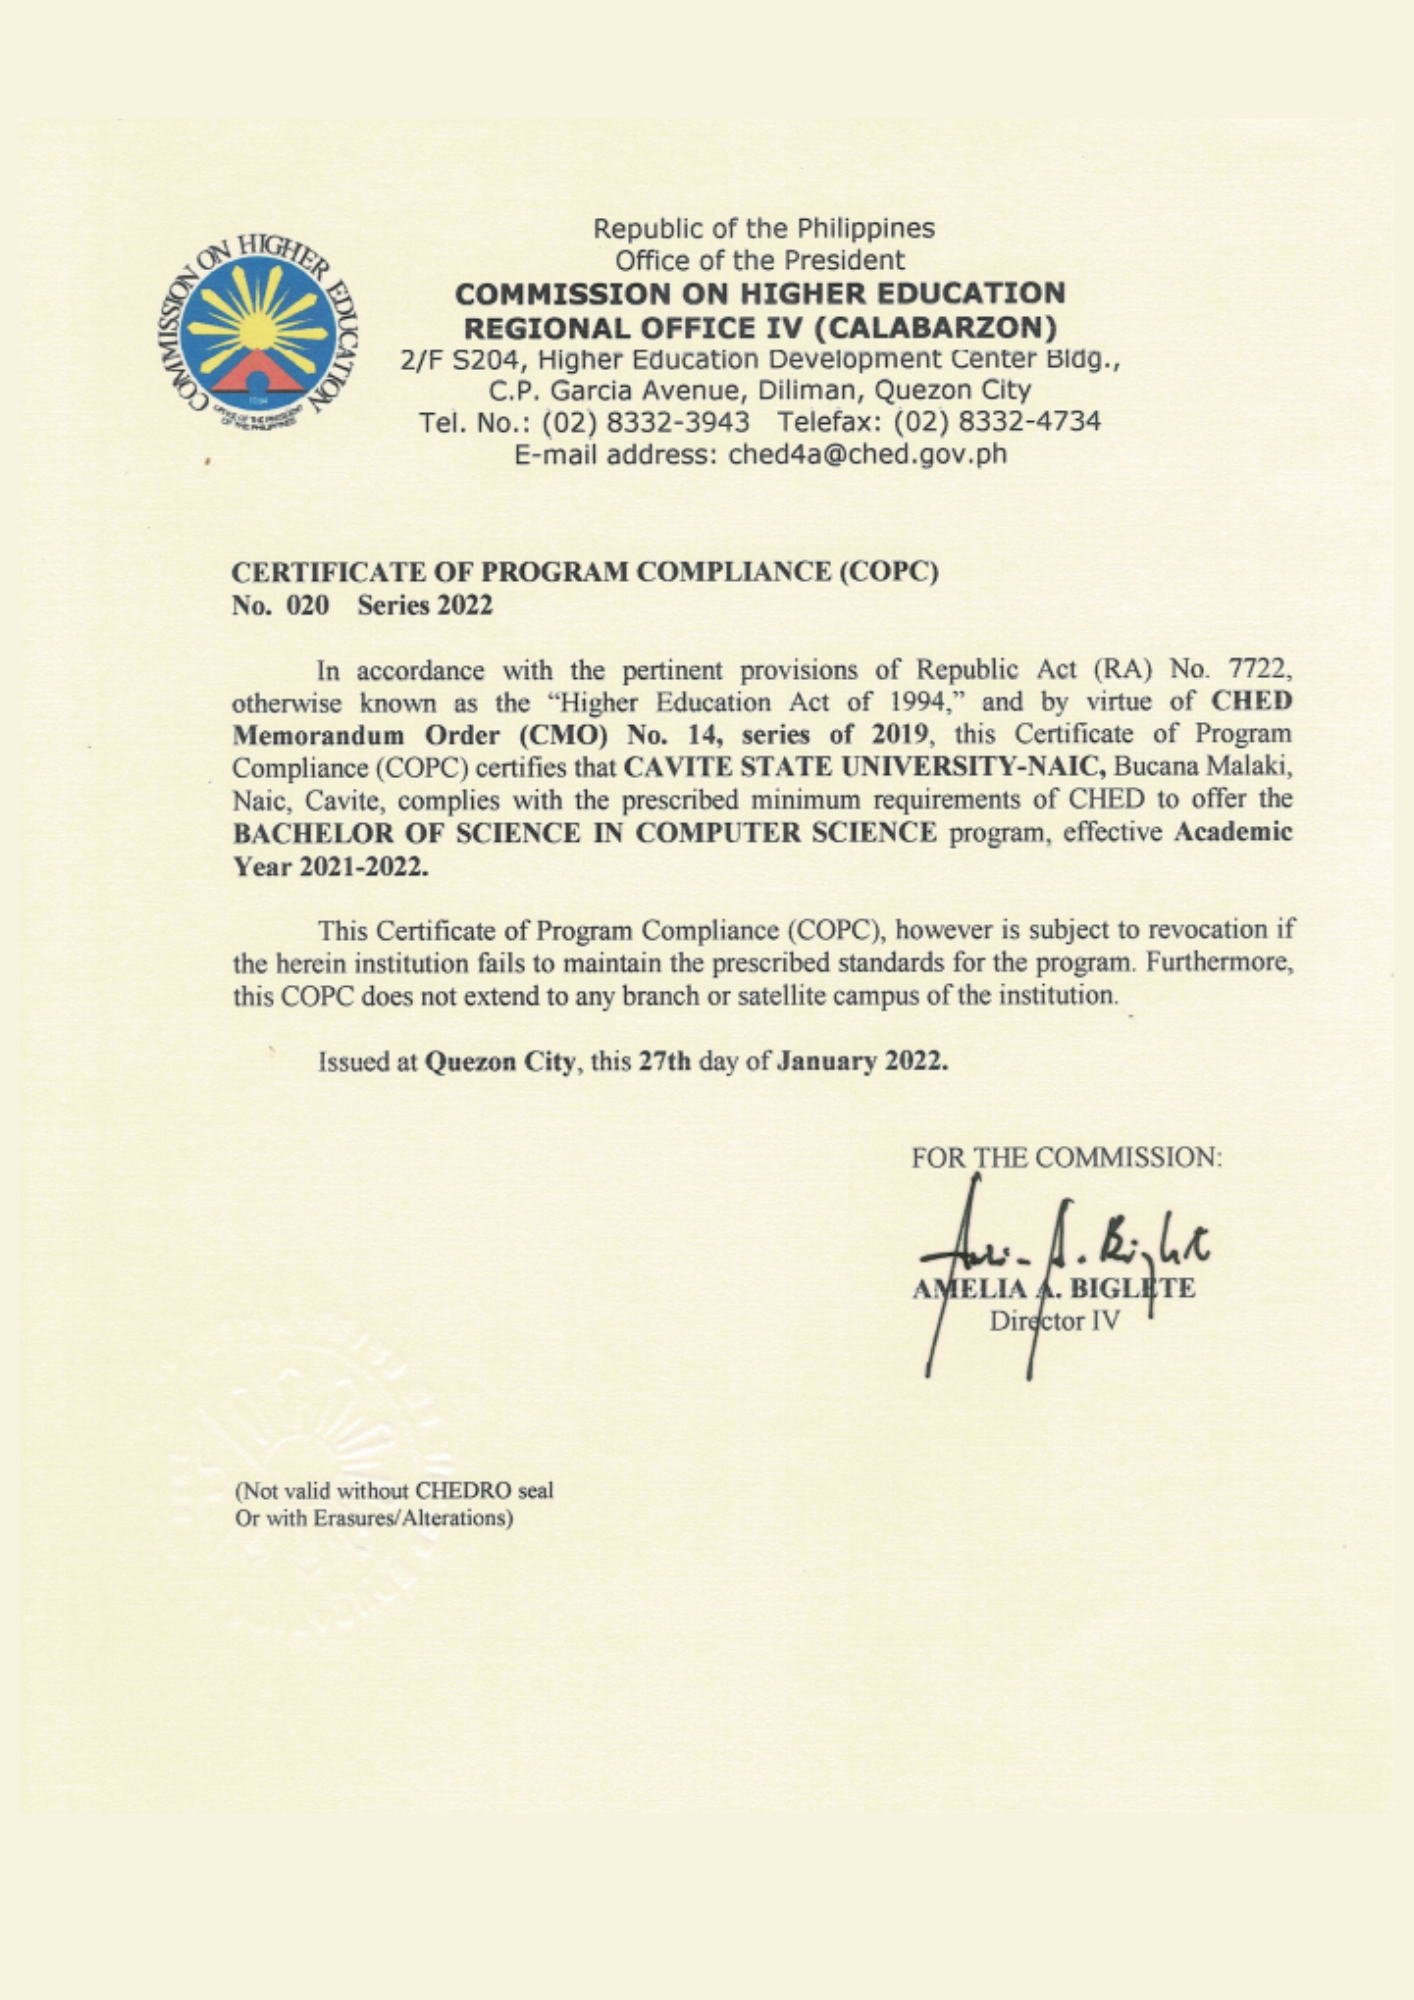 COMMISSION ON HIGHER EDUCATION
OFFICE OF THE PRESIDENT
OF THE PHILIPPINES
1994
Republic of the Philippines
Office of the President
COMMISSION ON HIGHER EDUCATION
REGIONAL OFFICE IV (CALABARZON)
2/F S204, Higher Education Development Center Bldg.,
C.P. Garcia Avenue, Diliman, Quezon City
Tel. No.: (02) 8332-3943 Telefax: (02) 8332-4734
E-mail address: ched4a@ched.gov.ph
CERTIFICATE OF PROGRAM COMPLIANCE (COPC)
No. 020 Series 2022
In accordance with the pertinent provisions of Republic Act (RA) No. 7722,
otherwise known as the “Higher Education Act of 1994,” and by virtue of CHED
Memorandum Order (CMO) No. 14, series of 2019, this Certificate of Program
Compliance (COPC) certifies that CAVITE STATE UNIVERSITY-NAIC, Bucana Malaki,
Naic, Cavite, complies with the prescribed minimum requirements of CHED to offer the
BACHELOR OF SCIENCE IN COMPUTER SCIENCE program, effective Academic
Year 2021-2022.
This Certificate of Program Compliance (COPC), however is subject to revocation if
the herein institution fails to maintain the prescribed standards for the program. Furthermore,
this COPC does not extend to any branch or satellite campus of the institution.
Issued at Quezon City, this 27th day of January 2022.
FOR THE COMMISSION:
AMELIA A. BIGLETE
Director IV
(Not valid without CHEDRO seal
Or with Erasures/Alterations)